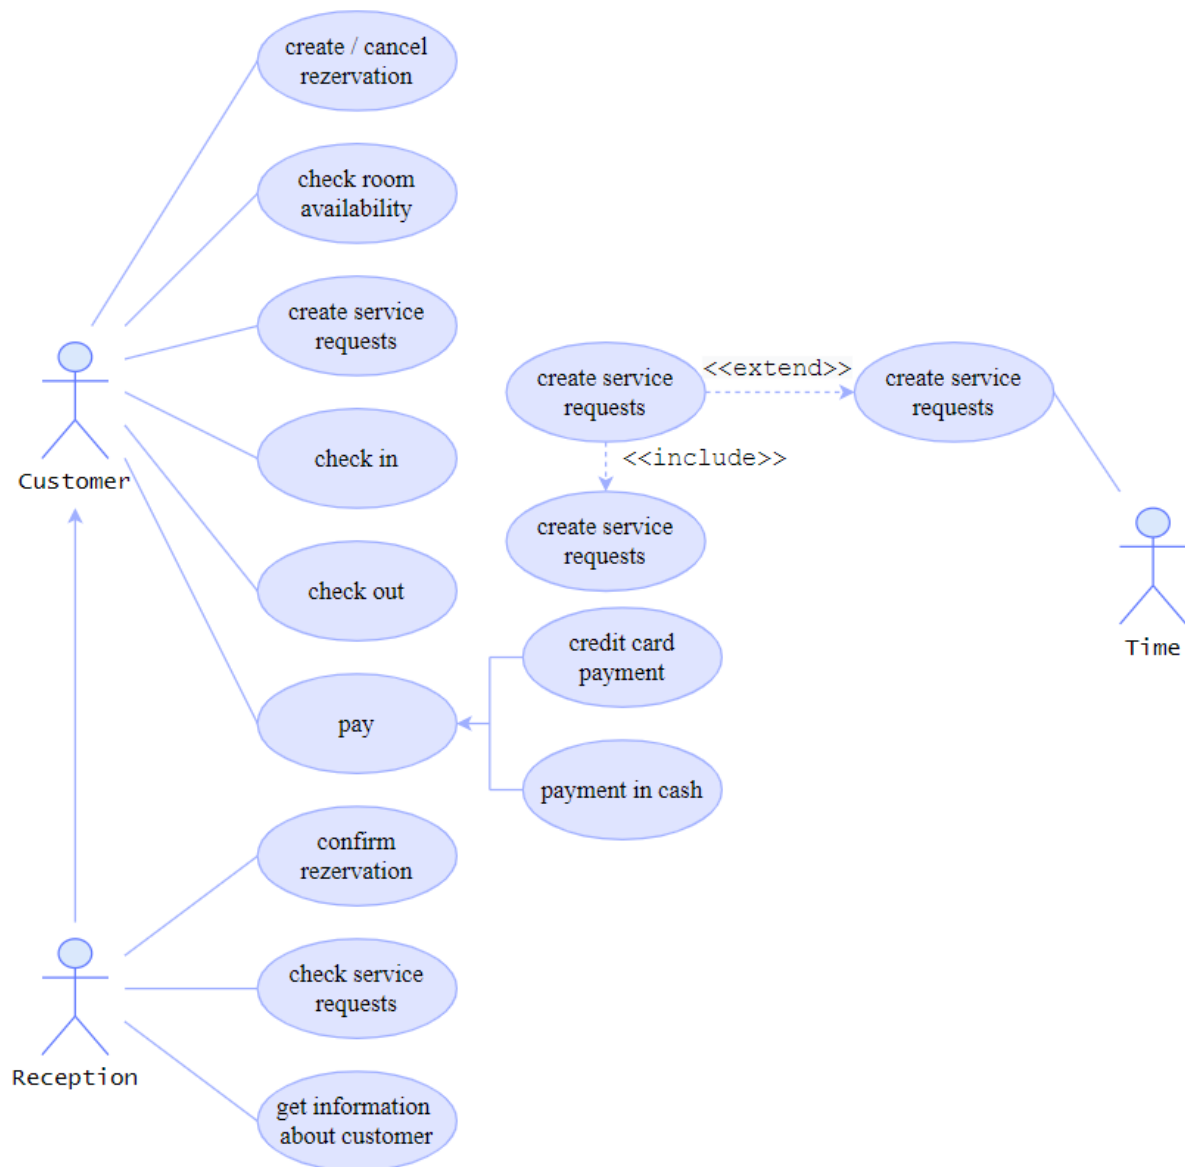 create / cancel
rezervation
check room
availability
create service
requests
Customer
create service
requests
<<extend>>
create service
requests
check in
<<include>>
create service
requests
check out
credit card
payment
Time
pay
payment in cash
confirm
rezervation
check service
requests
Reception
get information
about customer